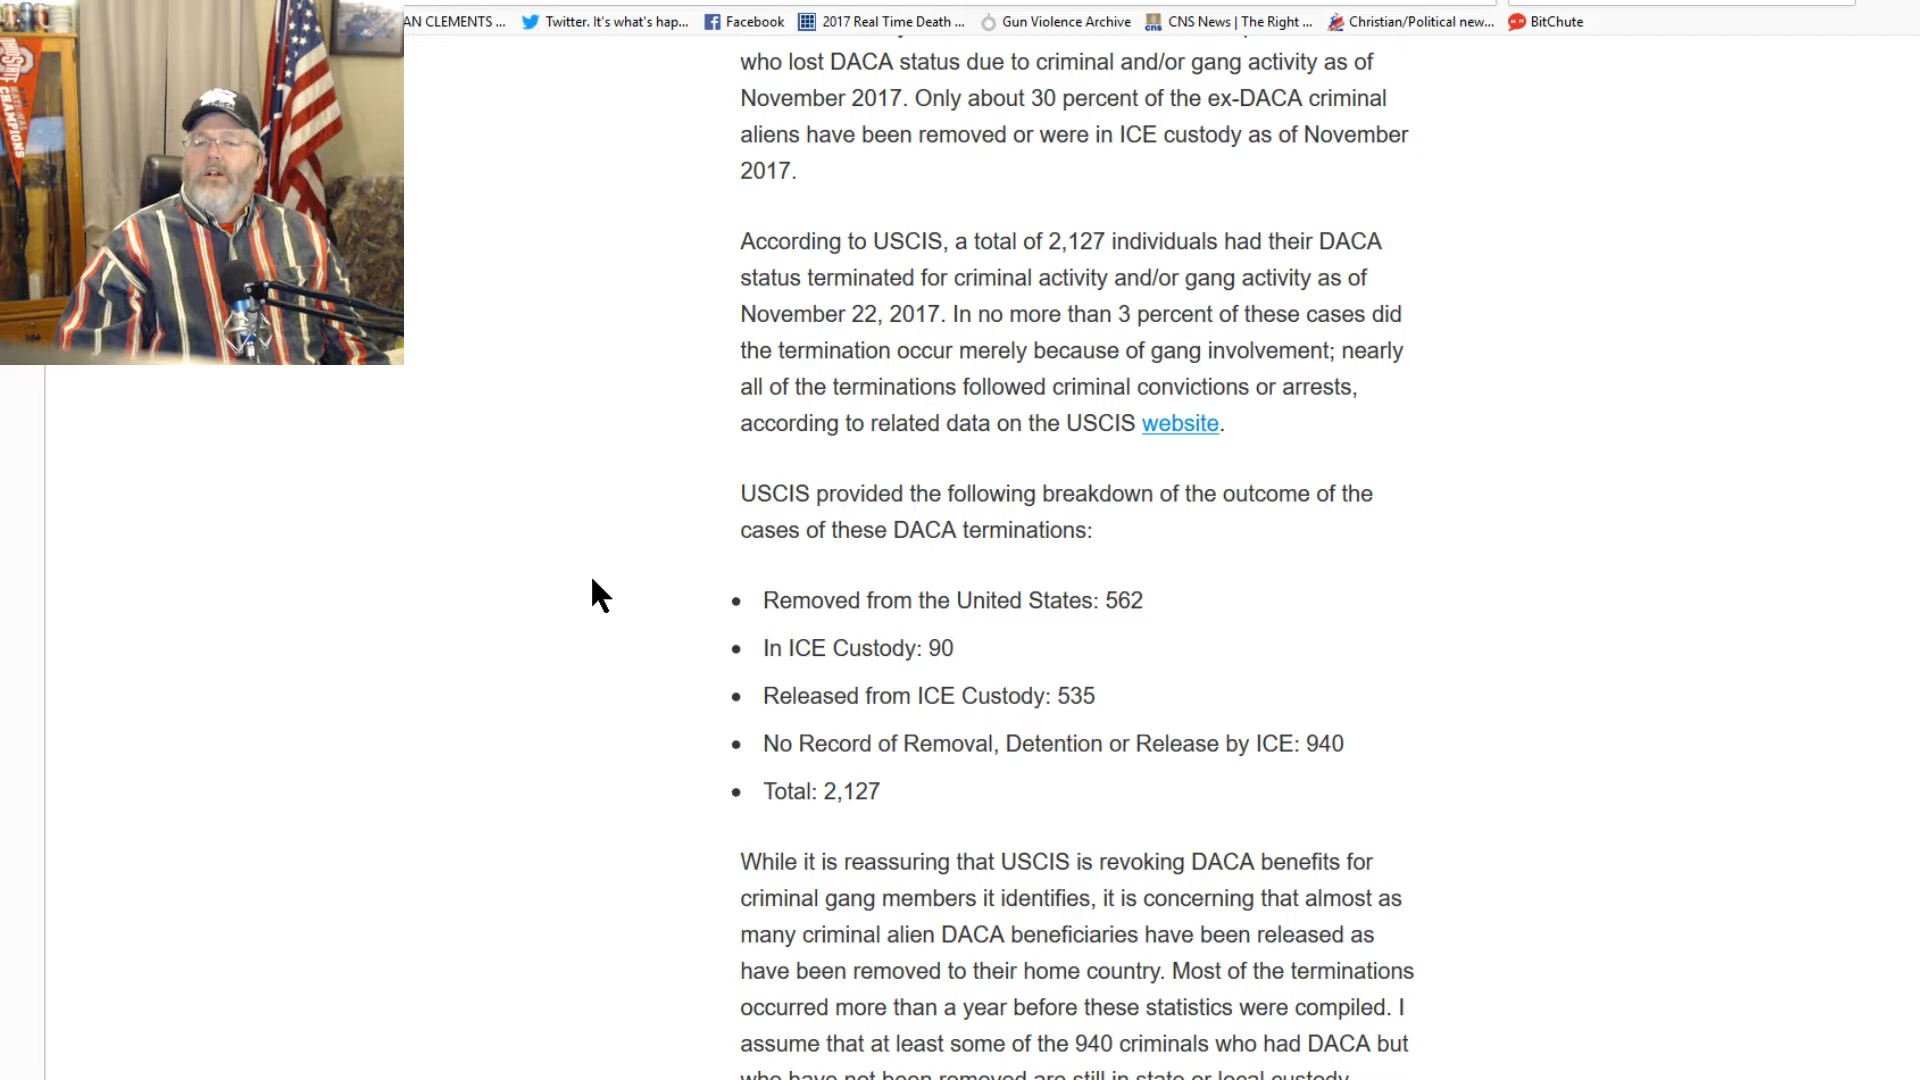 AN CLEMENTS ... Twitter. It's what's hap... Facebook 2017 Real Time Death ... Gun Violence Archive CNS News | The Right ... Christian/Political new... BitChute
who lost DACA status due to criminal and/or gang activity as of
November 2017. Only about 30 percent of the ex-DACA criminal
aliens have been removed or were in ICE custody as of November
2017.
According to USCIS, a total of 2,127 individuals had their DACA
status terminated for criminal activity and/or gang activity as of
November 22, 2017. In no more than 3 percent of these cases did
the termination occur merely because of gang involvement; nearly
all of the terminations followed criminal convictions or arrests,
according to related data on the USCIS website.
USCIS provided the following breakdown of the outcome of the
cases of these DACA terminations:
• Removed from the United States: 562
• In ICE Custody: 90
• Released from ICE Custody: 535
• No Record of Removal, Detention or Release by ICE: 940
• Total: 2,127
While it is reassuring that USCIS is revoking DACA benefits for
criminal gang members it identifies, it is concerning that almost as
many criminal alien DACA beneficiaries have been released as
have been removed to their home country. Most of the terminations
occurred more than a year before these statistics were compiled. I
assume that at least some of the 940 criminals who had DACA but
who have not been removed are still in state or local custody
STATE
CHAMPIONS